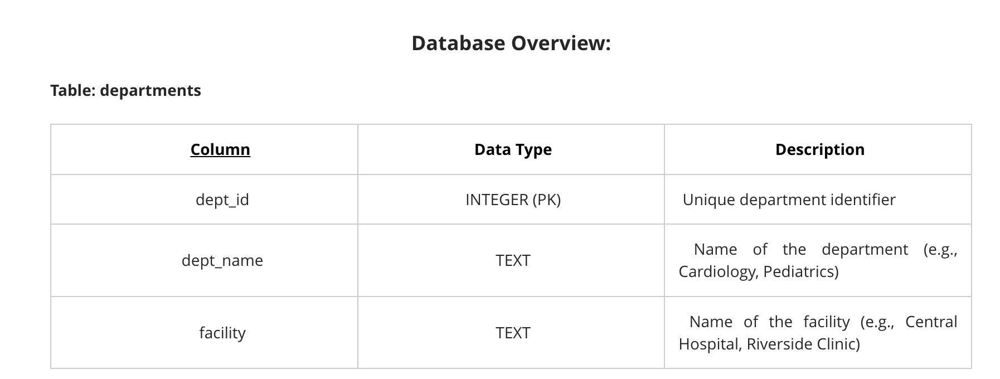 Database Overview:
Table: departments
Column Data Type Description
dept_id INTEGER (PK) Unique department identifier
dept_name TEXT Name of the department (e.g.,
Cardiology, Pediatrics)
facility TEXT Name of the facility (e.g., Central
Hospital, Riverside Clinic)